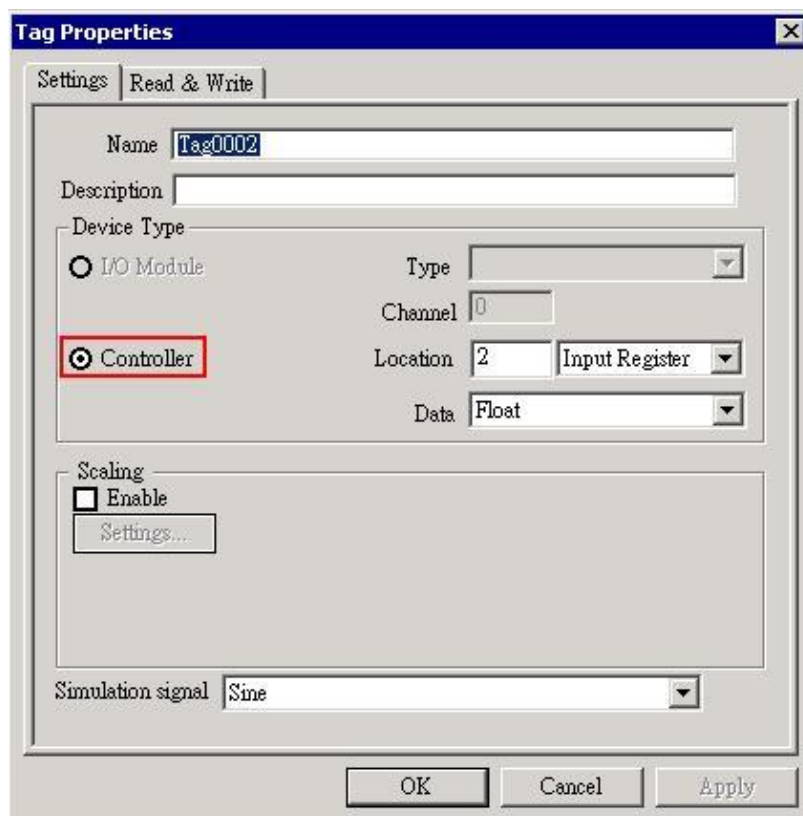 Tag Properties
Settings Read & Write
Name Tag0002
Description
Device Type
I/O Module Type
Channel 0
Controller Location 2 Input Register
Data Float
Scaling
Enable
Settings...
Simulation signal Sine
OK Cancel Apply